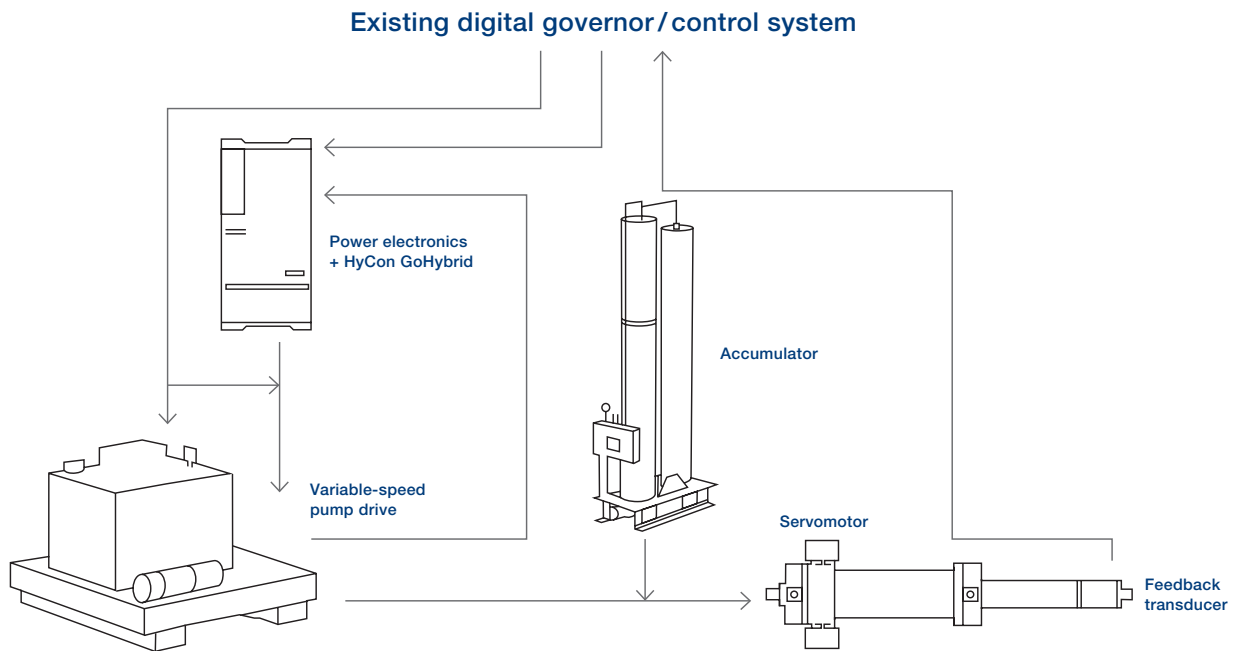 Existing digital governor/control system
Power electronics
+ HyCon GoHybrid
Accumulator
Variable-speed
pump drive
Servomotor
Feedback
transducer